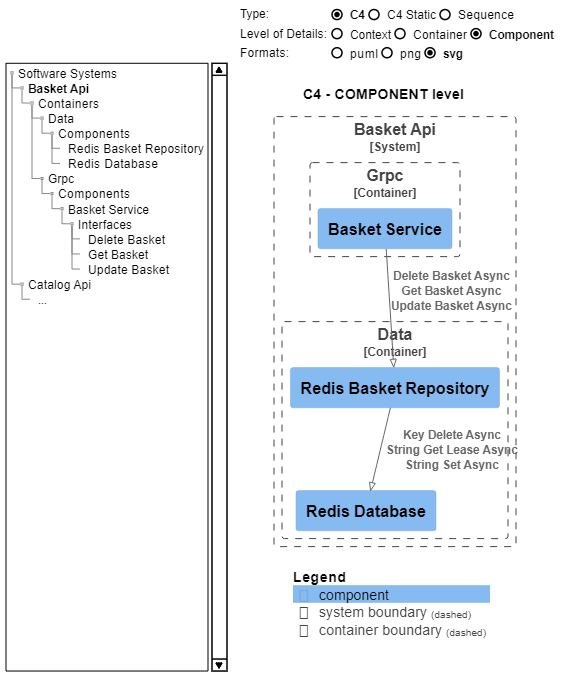 Type: C4 C4 Static Sequence
Level of Details: Context Container Component
Formats: puml png svg
Software Systems
Basket Api
Containers
Data
Components
Redis Basket Repository
Redis Database
Grpc
Components
Basket Service
Interfaces
Delete Basket
Get Basket
Update Basket
Catalog Api
...
C4 - COMPONENT level
Basket Api
[System]
Grpc
[Container]
Basket Service
Delete Basket Async
Get Basket Async
Update Basket Async
Data
[Container]
Redis Basket Repository
Key Delete Async
String Get Lease Async
String Set Async
Redis Database
Legend
component
system boundary (dashed)
container boundary (dashed)